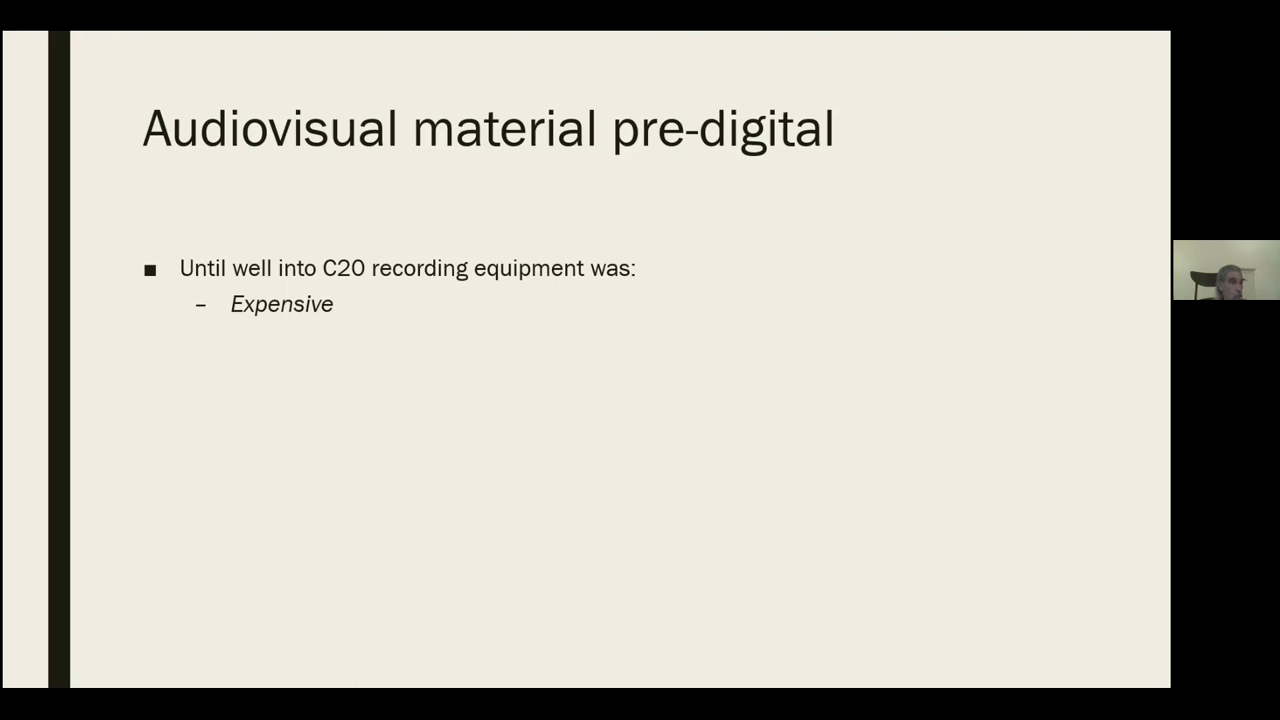 Audiovisual material pre-digital
■ Until well into C20 recording equipment was:
– Expensive